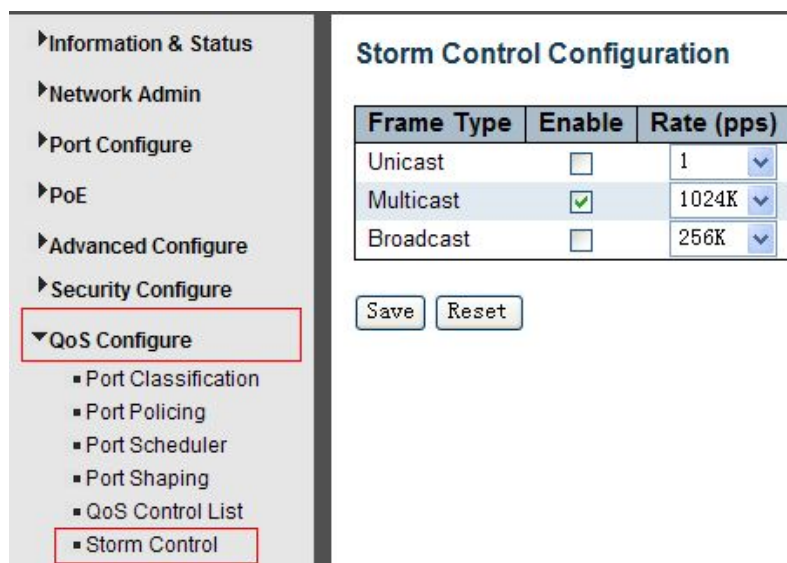 Information & Status
Network Admin
Port Configure
PoE
Advanced Configure
Security Configure
QoS Configure
Port Classification
Port Policing
Port Scheduler
Port Shaping
QoS Control List
Storm Control
Storm Control Configuration
Frame Type Enable Rate (pps)
Unicast 1
Multicast 1024K
Broadcast 256K
Save Reset